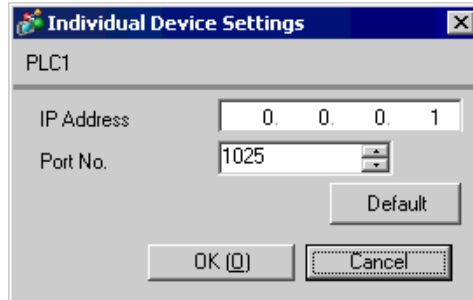 Individual Device Settings
PLC1
IP Address 0. 0. 0. 1
Port No. 1025
Default
OK (O) Cancel